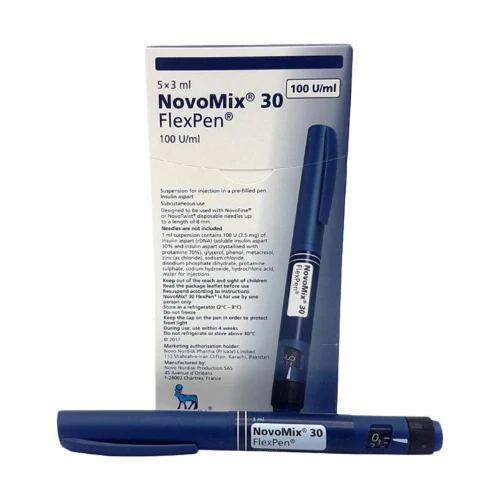 5×3 ml
NovoMix® 30
FlexPen®
100 U/ml
100 U/ml
Suspension for injection in a pre-filled pen
Insulin aspart
Subcutaneous use
Designed to be used with NovoFine®
or NovoTwist® disposable needles up
to a length of 8 mm
Needles are not included
1 ml suspension contains 100 U (3.5 mg) of
insulin aspart (rDNA) (soluble insulin aspart
30% and insulin aspart crystallised with
protamine 70%), glycerol, phenol, metacresol,
zinc (as chloride), sodium chloride,
disodium phosphate dihydrate, protamine
sulphate, sodium hydroxide, hydrochloric acid,
water for injections
Keep out of the reach and sight of children
Read the package leaflet before use
Resuspend according to instructions
NovoMix® 30 FlexPen® is for use by one
person only
Store in a refrigerator (2°C – 8°C)
Do not freeze
Keep the cap on the pen in order to protect
from light
During use: use within 4 weeks
Do not refrigerate or store above 30°C
© 2017
Marketing authorisation holder:
Novo Nordisk Pharma (Private) Limited
113 Shahrah-e-Iran Clifton, Karachi, Pakistan.
Manufactured by:
Novo Nordisk Production SAS
45 Avenue d'Orléans
F-28002 Chartres, France
NovoMix® 30
FlexPen®
3 ml
NovoMix® 30
FlexPen®
0